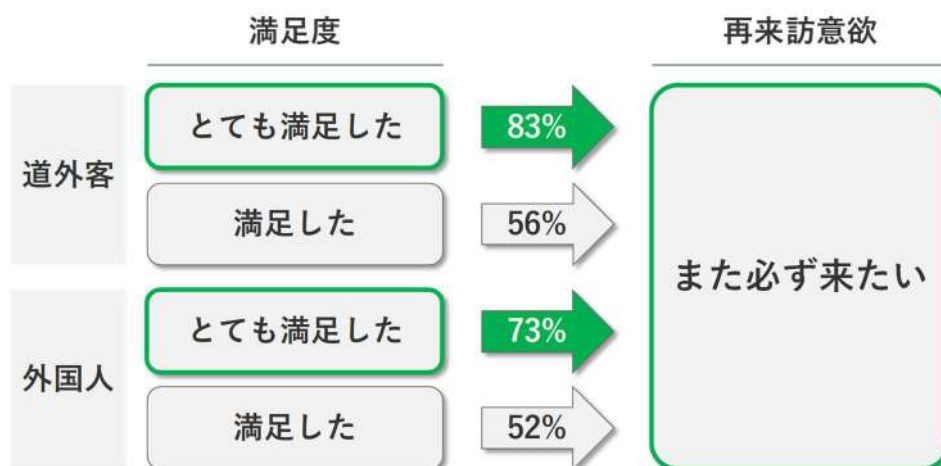 満足度
再来訪意欲
道外客
とても満足した
83%
満足した
56%
また必ず来たい
外国人
とても満足した
73%
満足した
52%